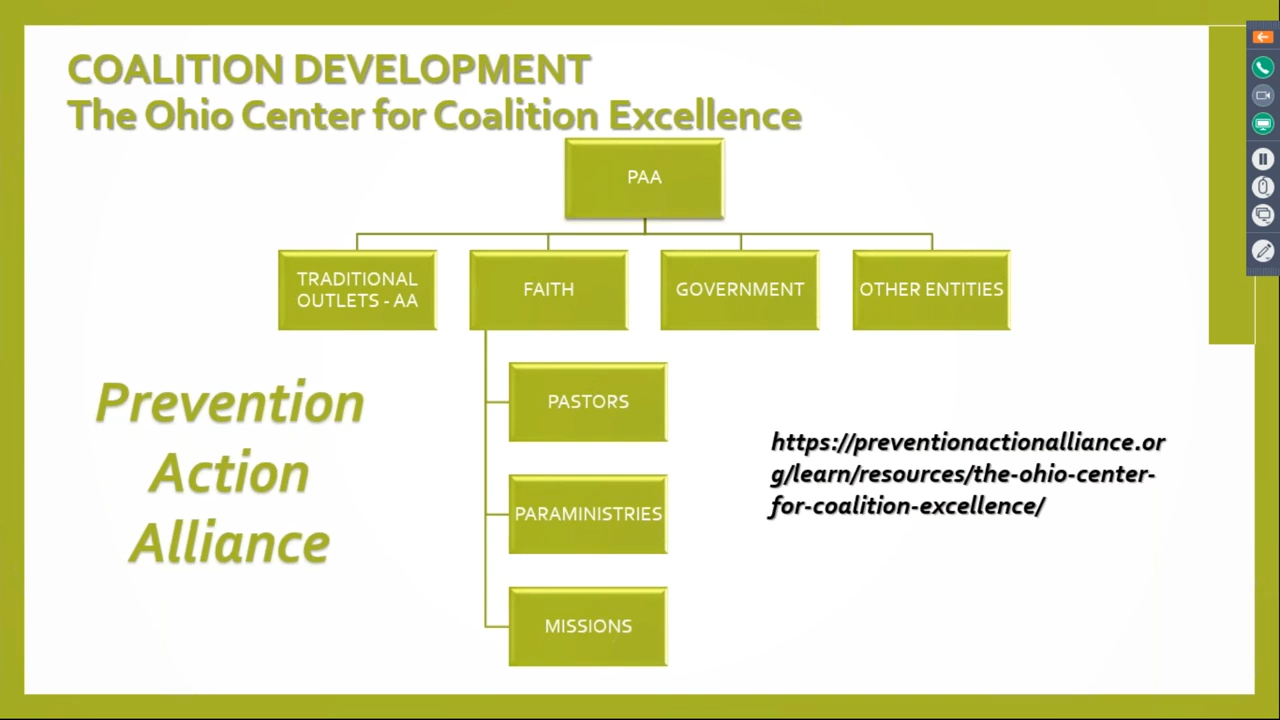 COALITION DEVELOPMENT
The Ohio Center for Coalition Excellence
PAA
TRADITIONAL
OUTLETS - AA
FAITH
GOVERNMENT
OTHER ENTITIES
PASTORS
PARAMINISTRIES
MISSIONS
Prevention
Action
Alliance
https://preventionactionalliance.or
g/learn/resources/the-ohio-center-
for-coalition-excellence/